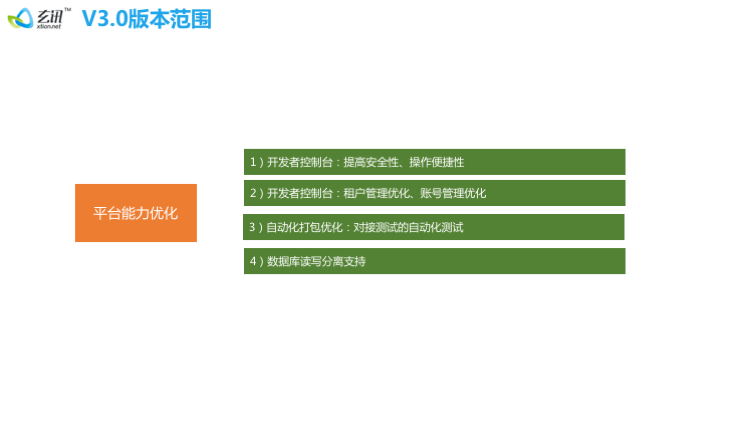 玄讯™
xtion.net
V3.0版本范围
1）开发者控制台：提高安全性、操作便捷性
2）开发者控制台：租户管理优化、账号管理优化
平台能力优化
3）自动化打包优化：对接测试的自动化测试
4）数据库读写分离支持